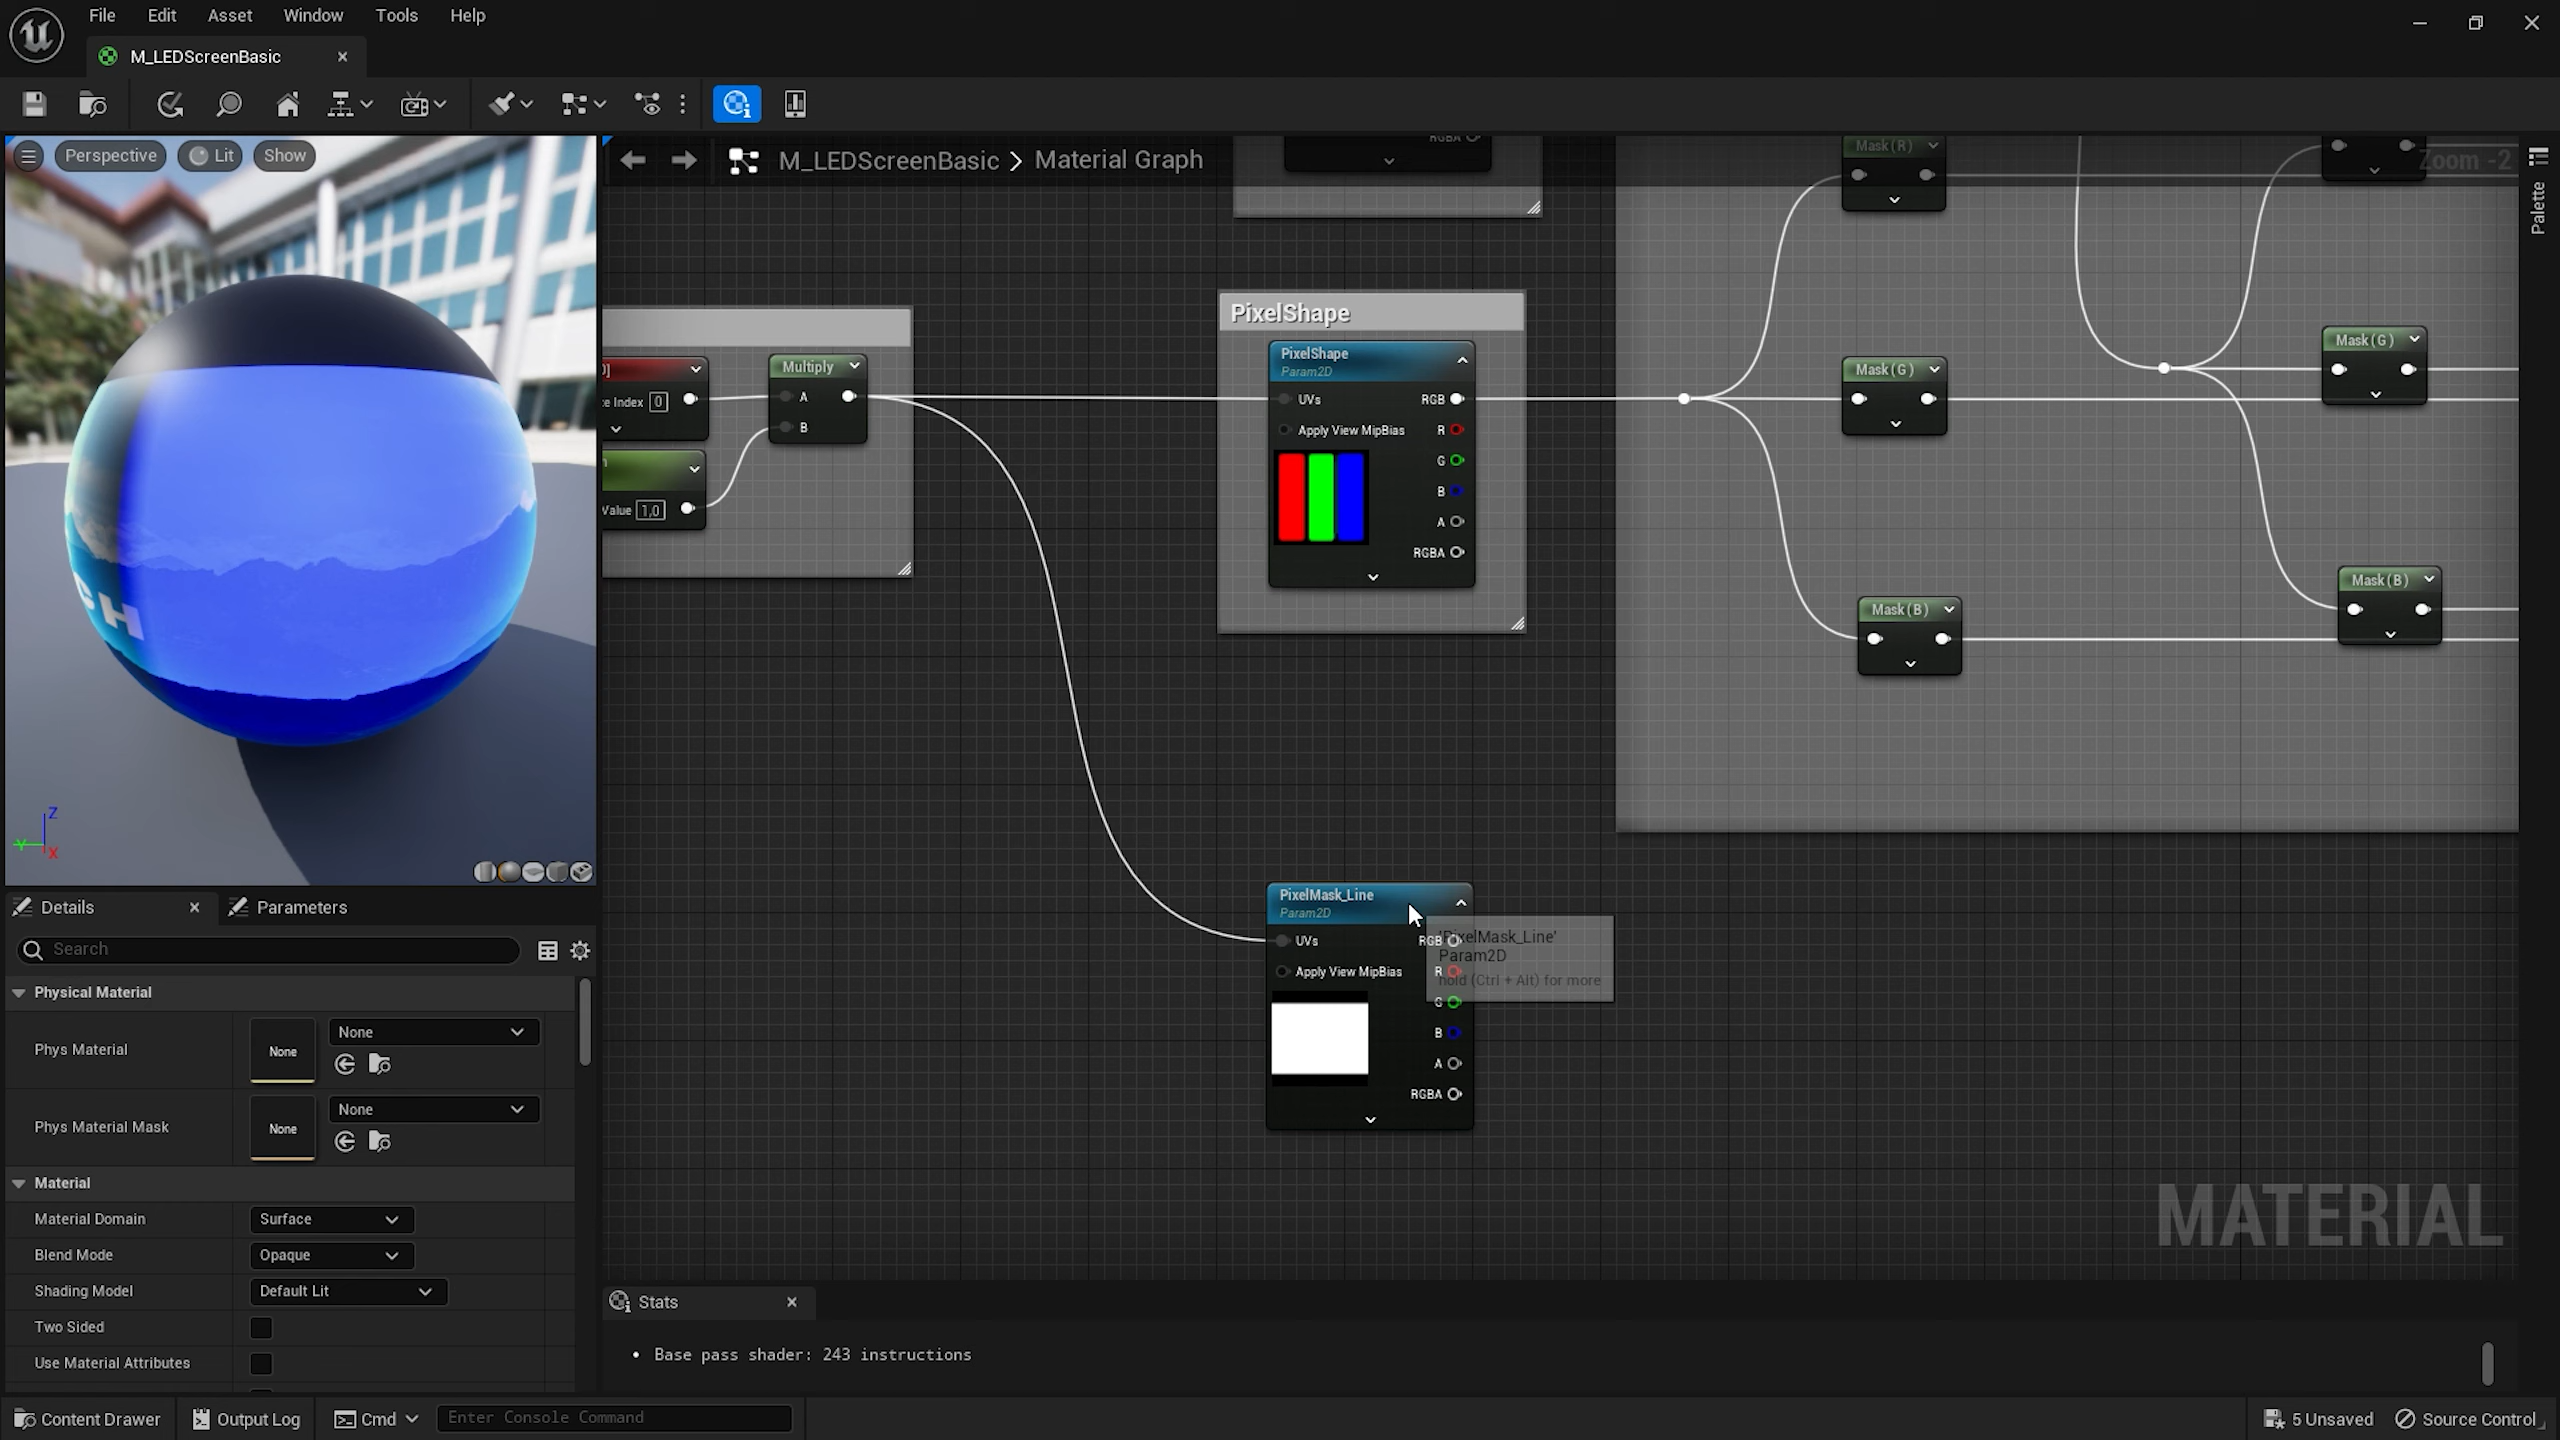 File Edit Asset Window Tools Help
M_LEDScreenBasic
Perspective Lit Show
M_LEDScreenBasic > Material Graph
Zoom -2
Palette
RGBA
Mask(R)
PixelShape
PixelShape
Param2D
UVs RGB
Apply View MipBias R
G
B
A
RGBA
Multiply
A
B
te Index 0
Value 1,0
Mask(G)
Mask(G)
Mask(B)
Mask(B)
CH
Z
Y
X
PixelMask_Line
Param2D
UVs RGB
Apply View MipBias R
G
B
A
RGBA
'PixelMask_Line'
Param2D
hold (Ctrl + Alt) for more
MATERIAL
Details Parameters
Search
Physical Material
Phys Material None None
Phys Material Mask None None
Material
Material Domain Surface
Blend Mode Opaque
Shading Model Default Lit
Two Sided
Use Material Attributes
Stats
• Base pass shader: 243 instructions
Content Drawer Output Log Cmd Enter Console Command 5 Unsaved Source Control